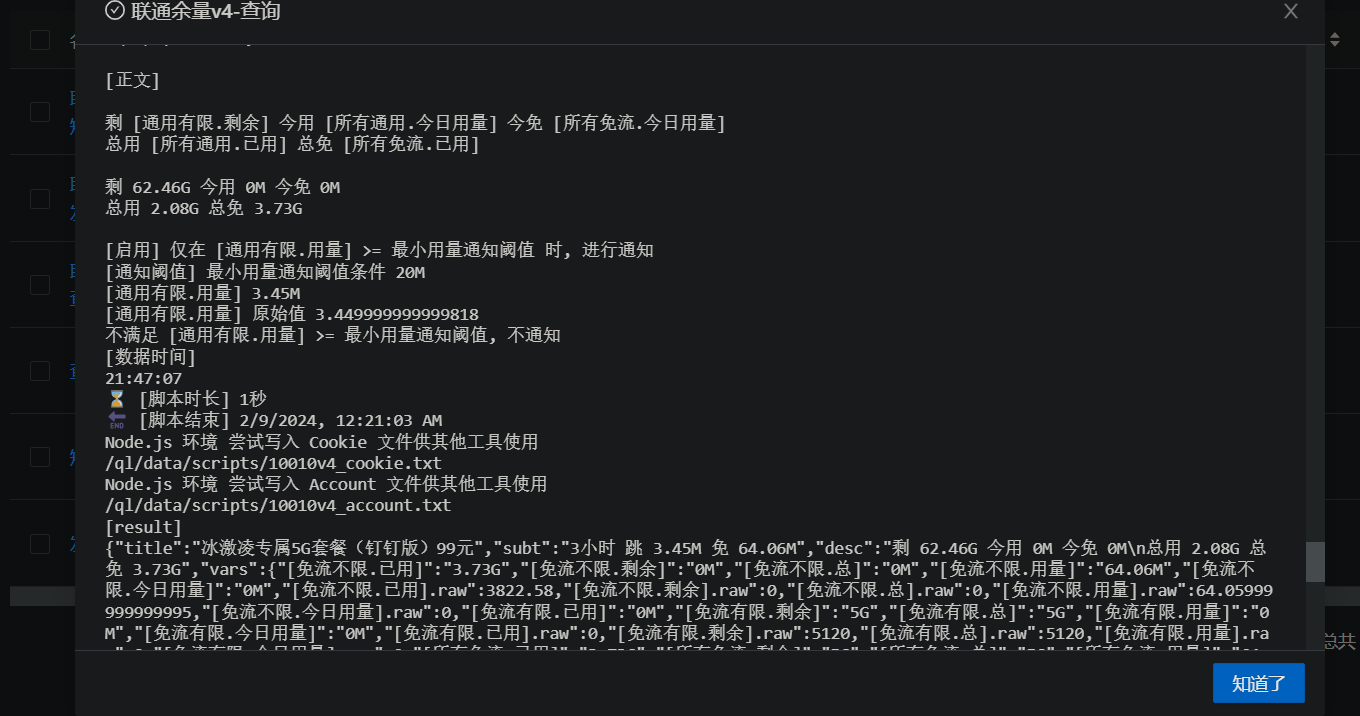 联通余量v4-查询
[正文]
剩 [通用有限.剩余] 今用 [所有通用.今日用量] 今免 [所有免流.今日用量]
总用 [所有通用.已用] 总免 [所有免流.已用]
剩 62.46G 今用 0M 今免 0M
总用 2.08G 总免 3.73G
[启用] 仅在 [通用有限.用量] >= 最小用量通知阈值 时, 进行通知
[通知阈值] 最小用量通知阈值条件 20M
[通用有限.用量] 3.45M
[通用有限.用量] 原始值 3.449999999999818
不满足 [通用有限.用量] >= 最小用量通知阈值, 不通知
[数据时间]
21:47:07
⌛ [脚本时长] 1秒
🔚 [脚本结束] 2/9/2024, 12:21:03 AM
Node.js 环境 尝试写入 Cookie 文件供其他工具使用
/ql/data/scripts/10010v4_cookie.txt
Node.js 环境 尝试写入 Account 文件供其他工具使用
/ql/data/scripts/10010v4_account.txt
[result]
{"title":"冰激凌专属5G套餐（钉钉版）99元","subt":"3小时 跳 3.45M 免 64.06M","desc":"剩 62.46G 今用 0M 今免 0M\n总用 2.08G 总
免 3.73G","vars":{"[免流不限.已用]":"3.73G","[免流不限.剩余]":"0M","[免流不限.总]":"0M","[免流不限.用量]":"64.06M","[免流不
限.今日用量]":"0M","[免流不限.已用].raw":3822.58,"[免流不限.剩余].raw":0,"[免流不限.总].raw":0,"[免流不限.用量].raw":64.05999
999999995,"[免流不限.今日用量].raw":0,"[免流有限.已用]":"0M","[免流有限.剩余]":"5G","[免流有限.总]":"5G","[免流有限.用量]":"0
M","[免流有限.今日用量]":"0M","[免流有限.已用].raw":0,"[免流有限.剩余].raw":5120,"[免流有限.总].raw":5120,"[免流有限.用量].ra
总共
知道了